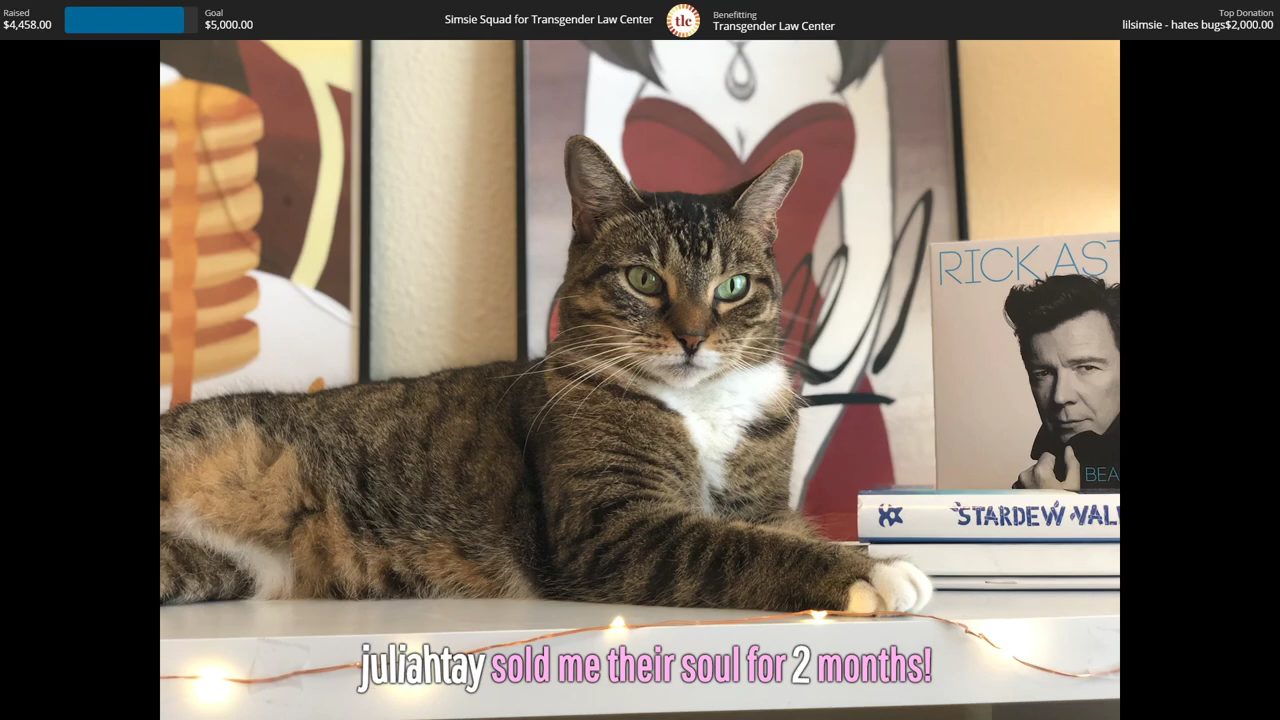 Raised
$4,458.00
Goal
$5,000.00
Simsie Squad for Transgender Law Center
tlc
Benefitting
Transgender Law Center
Top Donation
lilsimsie - hates bugs$2,000.00
RICK AST
BEA
STARDEW VAL
juliahtay sold me their soul for 2 months!